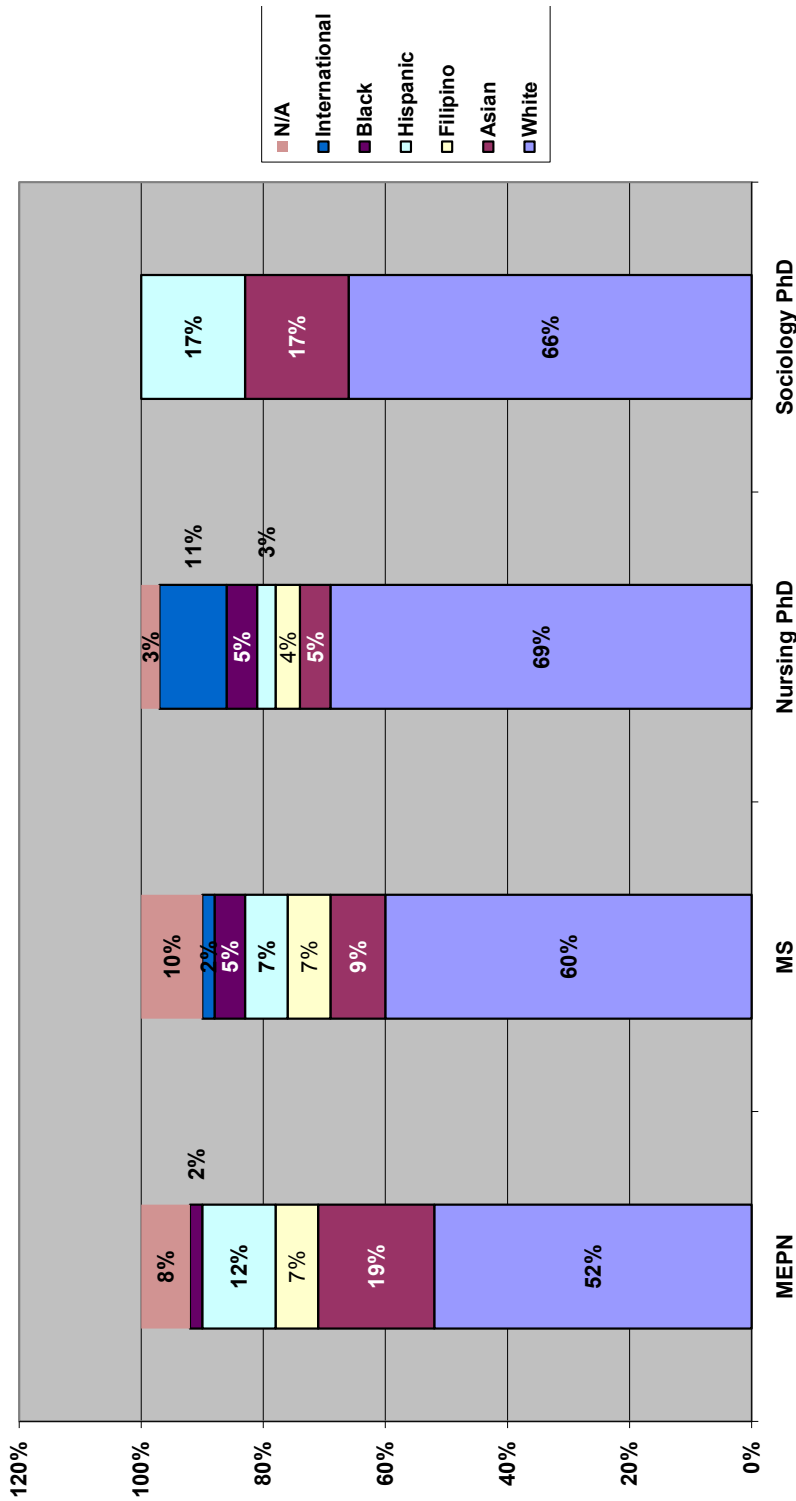 120%
100%
80%
60%
40%
20%
0%
8%
2%
12%
7%
19%
52%
10%
2%
5%
7%
7%
9%
60%
3%
11%
5%
3%
4%
5%
69%
17%
17%
66%
MEPN
MS
Nursing PhD
Sociology PhD
N/A
International
Black
Hispanic
Filipino
Asian
White